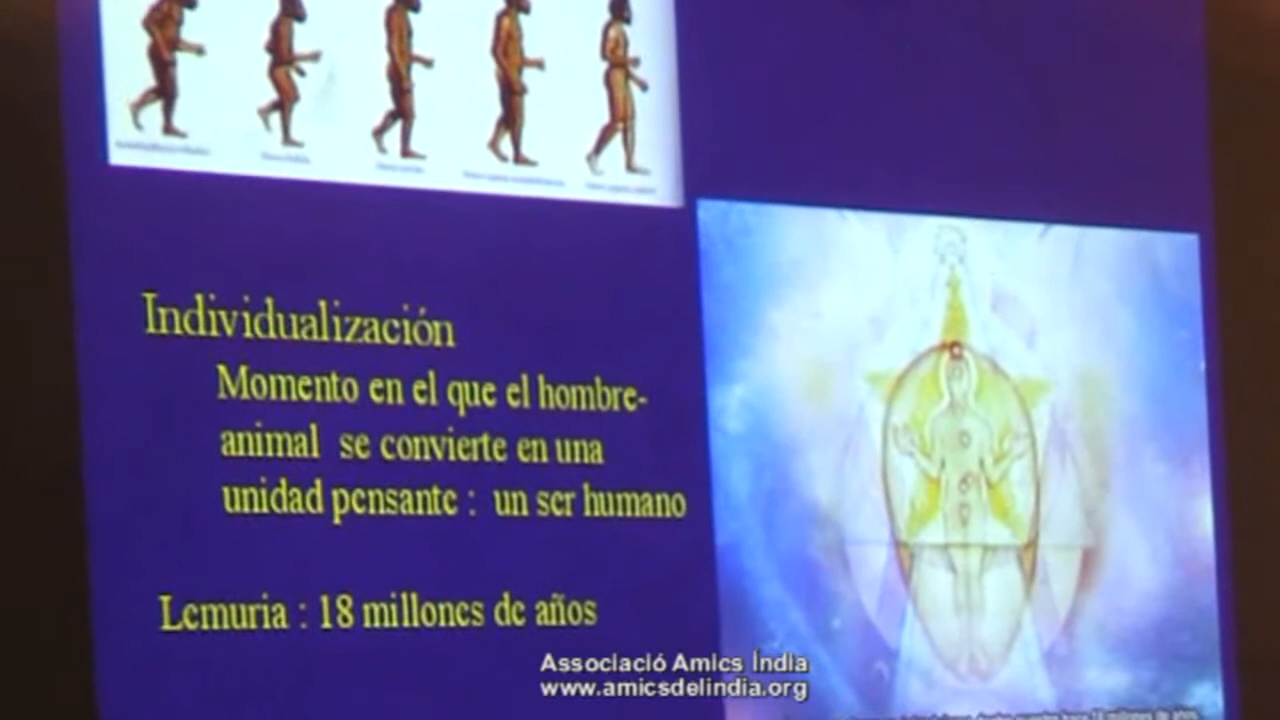 Individualización
Momento en el que el hombre-
animal se convierte en una
unidad pensante : un ser humano
Lemuria : 18 millones de años
Associació Amics Índia
www.amicsdelindia.org